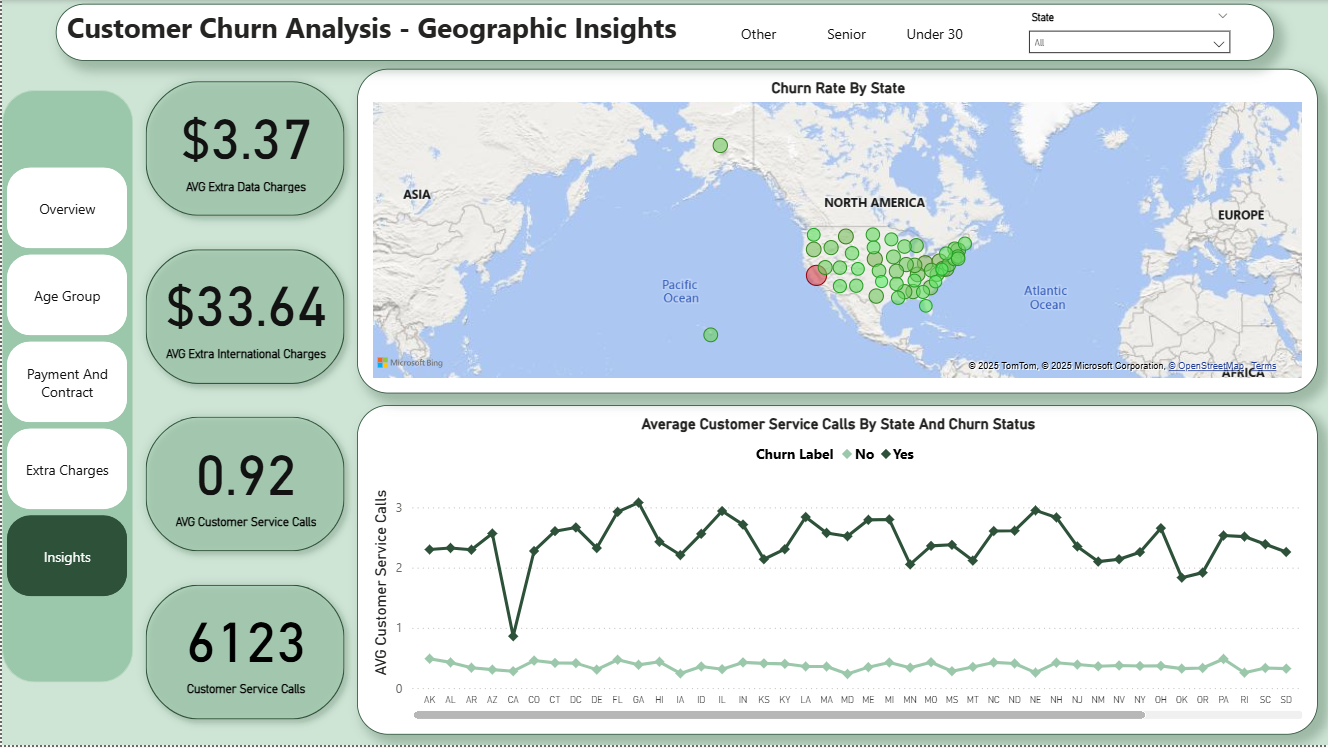 Customer Churn Analysis - Geographic Insights
Other
Senior
Under 30
State
All
Overview
Age Group
Payment And
Contract
Extra Charges
Insights
$3.37
AVG Extra Data Charges
$33.64
AVG Extra International Charges
0.92
AVG Customer Service Calls
6123
Customer Service Calls
Churn Rate By State
ASIA
NORTH AMERICA
EUROPE
Pacific
Ocean
Atlantic
Ocean
AFRICA
Microsoft Bing
© 2025 TomTom, © 2025 Microsoft Corporation, © OpenStreetMap Terms
Average Customer Service Calls By State And Churn Status
Churn Label No Yes
AVG Customer Service Calls
3
2
1
0
AK AL AR AZ CA CO CT DC DE FL GA HI IA ID IL IN KS KY LA MA MD ME MI MN MO MS MT NC ND NE NH NJ NM NV NY OH OK OR PA RI SC SD